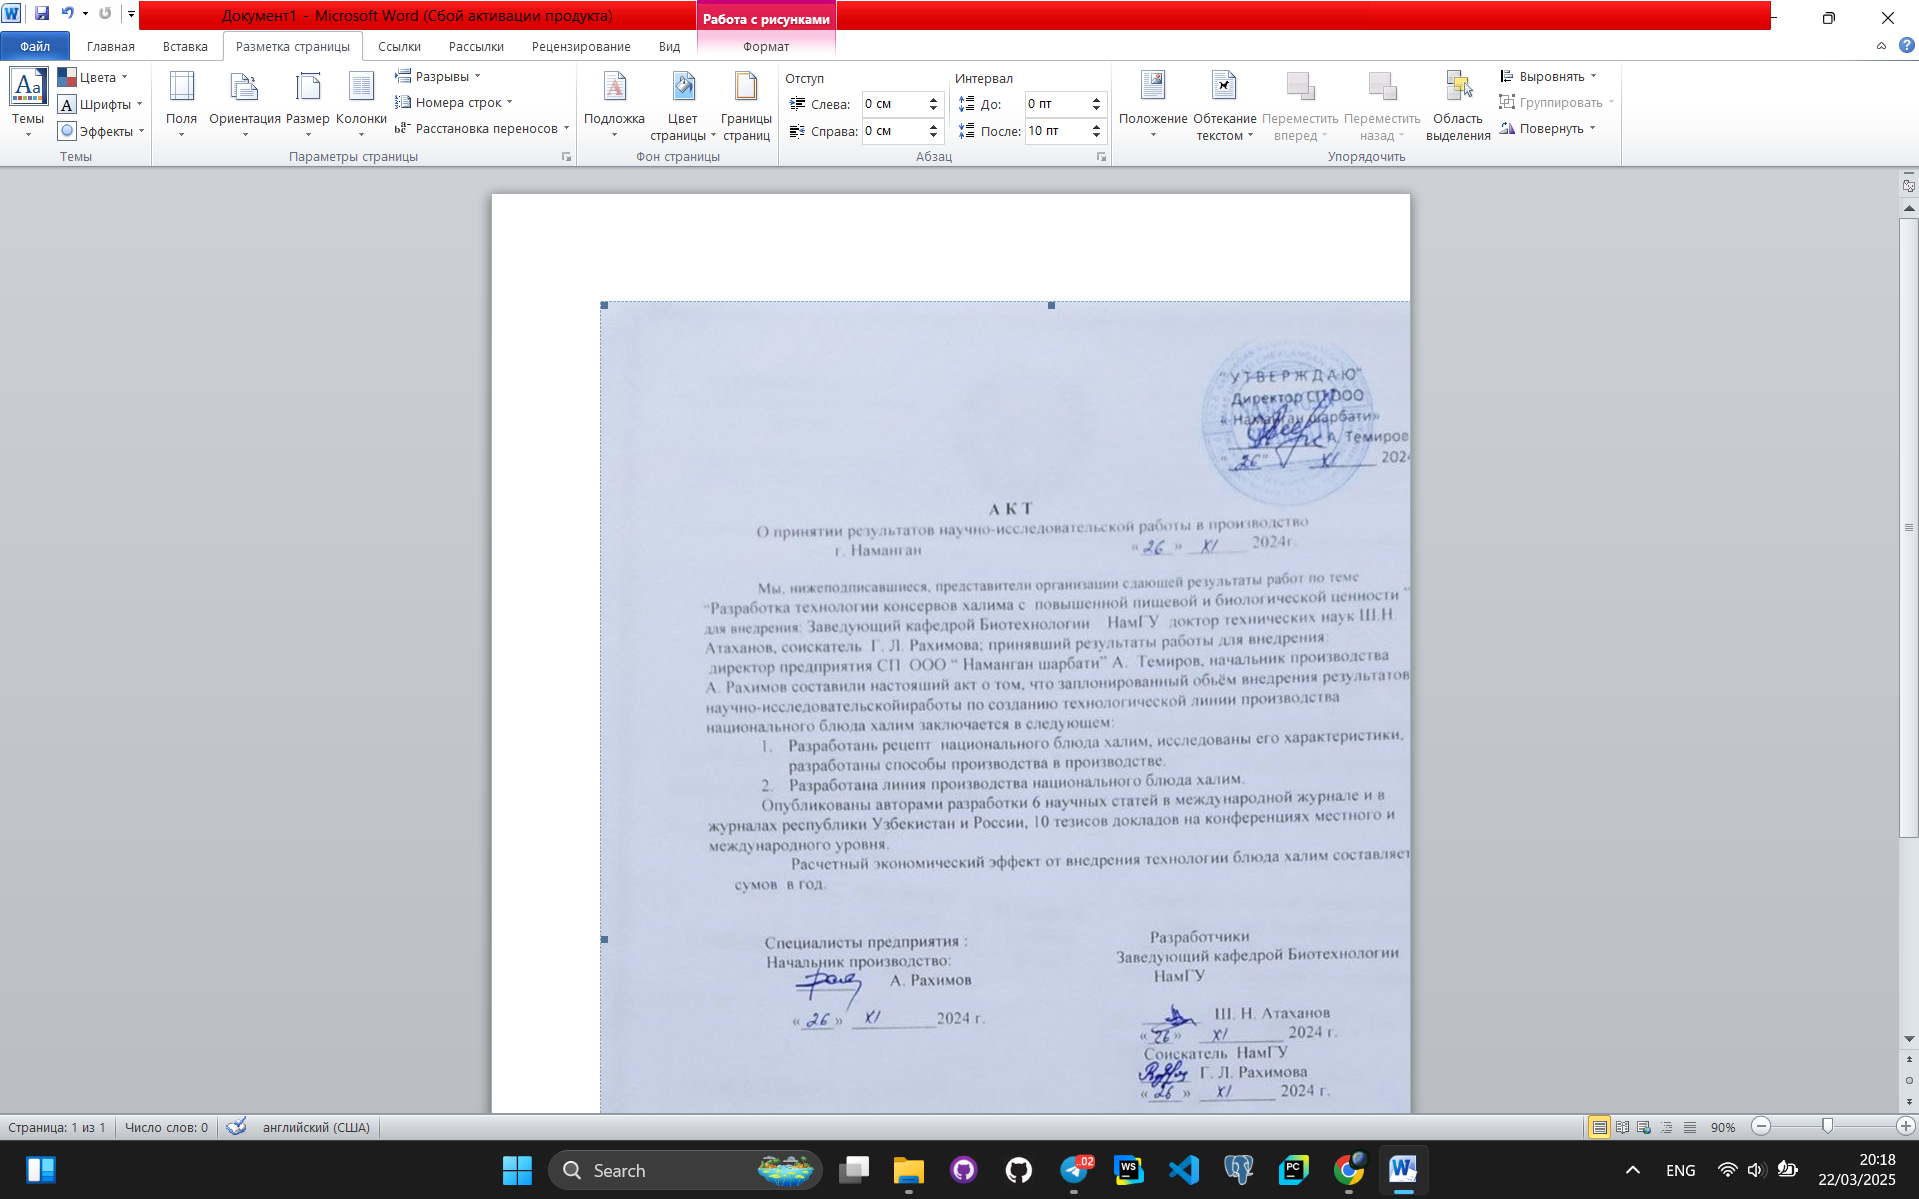 Документ1 - Microsoft Word (Сбой активации продукта)
Работа с рисунками
Файл
Главная
Вставка
Разметка страницы
Ссылки
Рассылки
Рецензирование
Вид
Формат
Темы
Цвета
Шрифты
Эффекты
Темы
Поля
Ориентация
Размер
Колонки
Разрывы
Номера строк
Расстановка переносов
Параметры страницы
Подложка
Цвет страницы
Границы страниц
Фон страницы
Отступ
Слева: 0 см
Справа: 0 см
Интервал
До: 0 пт
После: 10 пт
Абзац
Положение
Обтекание текстом
Переместить вперед
Переместить назад
Область выделения
Выровнять
Группировать
Повернуть
Упорядочить
"УТВЕРЖДАЮ"
Директор СП ООО
« Наманган шарбати»
А. Темиров
"26" XI 2024
АКТ
О принятии результатов научно-исследовательской работы в производство
г. Наманган «26» XI 2024г.
Мы, нижеподписавшиеся, представители организации сдающей результаты работ по теме
"Разработка технологии консервов халима с повышенной пищевой и биологической ценности "
для внедрения: Заведующий кафедрой Биотехнологии НамГУ доктор технических наук Ш.Н.
Атаханов, соискатель Г. Л. Рахимова; принявший результаты работы для внедрения:
директор предприятия СП ООО " Наманган шарбати" А. Темиров, начальник производства
А. Рахимов составили настояший акт о том, что заплонированный обьём внедрения результатов
научно-исследовательскойиработы по созданию технологической линии производства
национального блюда халим заключается в следующем:
1. Разработань рецепт национального блюда халим, исследованы его характеристики,
разработаны способы производства в производстве.
2. Разработана линия производства национального блюда халим.
Опубликованы авторами разработки 6 научных статей в международной журнале и в
журналах республики Узбекистан и России, 10 тезисов докладов на конференциях местного и
международного уровня.
Расчетный экономический эффект от внедрения технологии блюда халим составляет
сумов в год.
Специалисты предприятия :
Начальник производство:
А. Рахимов
«26» XI 2024 г.
Разработчики
Заведующий кафедрой Биотехнологии
НамГУ
Ш. Н. Атаханов
«26» XI 2024 г.
Соискатель НамГУ
Г. Л. Рахимова
«26» XI 2024 г.
Страница: 1 из 1
Число слов: 0
английский (США)
90%
Search
..02
WS
PC
ENG
20:18
22/03/2025